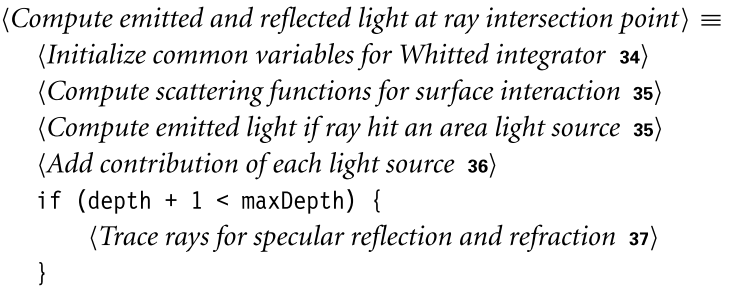 ⟨Compute emitted and reflected light at ray intersection point⟩ ≡
⟨Initialize common variables for Whitted integrator 34⟩
⟨Compute scattering functions for surface interaction 35⟩
⟨Compute emitted light if ray hit an area light source 35⟩
⟨Add contribution of each light source 36⟩
if (depth + 1 < maxDepth) {
⟨Trace rays for specular reflection and refraction 37⟩
}